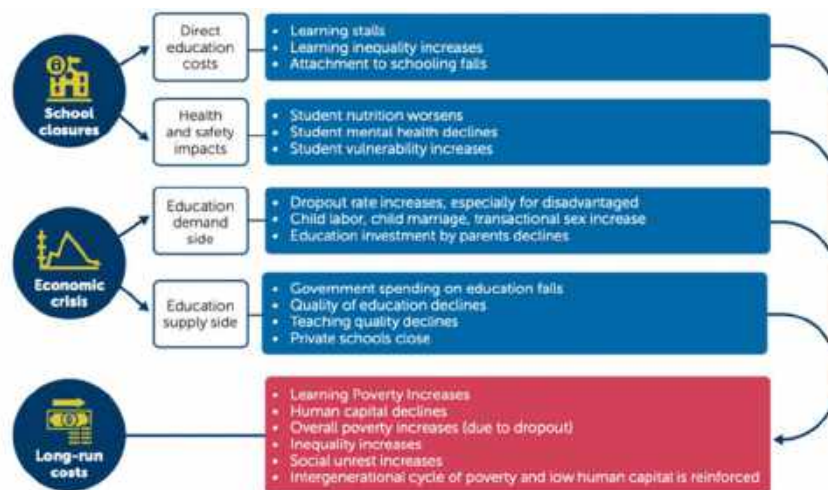 School
closures
Direct
education
costs
• Learning stalls
• Learning inequality increases
• Attachment to schooling falls
Health
and safety
impacts
• Student nutrition worsens
• Student mental health declines
• Student vulnerability increases
Economic
crisis
Education
demand
side
• Dropout rate increases, especially for disadvantaged
• Child labor, child marriage, transactional sex increase
• Education investment by parents declines
Education
supply side
• Government spending on education falls
• Quality of education declines
• Teaching quality declines
• Private schools close
Long-run
costs
• Learning Poverty Increases
• Human capital declines
• Overall poverty increases (due to dropout)
• Inequality increases
• Social unrest increases
• Intergenerational cycle of poverty and low human capital is reinforced